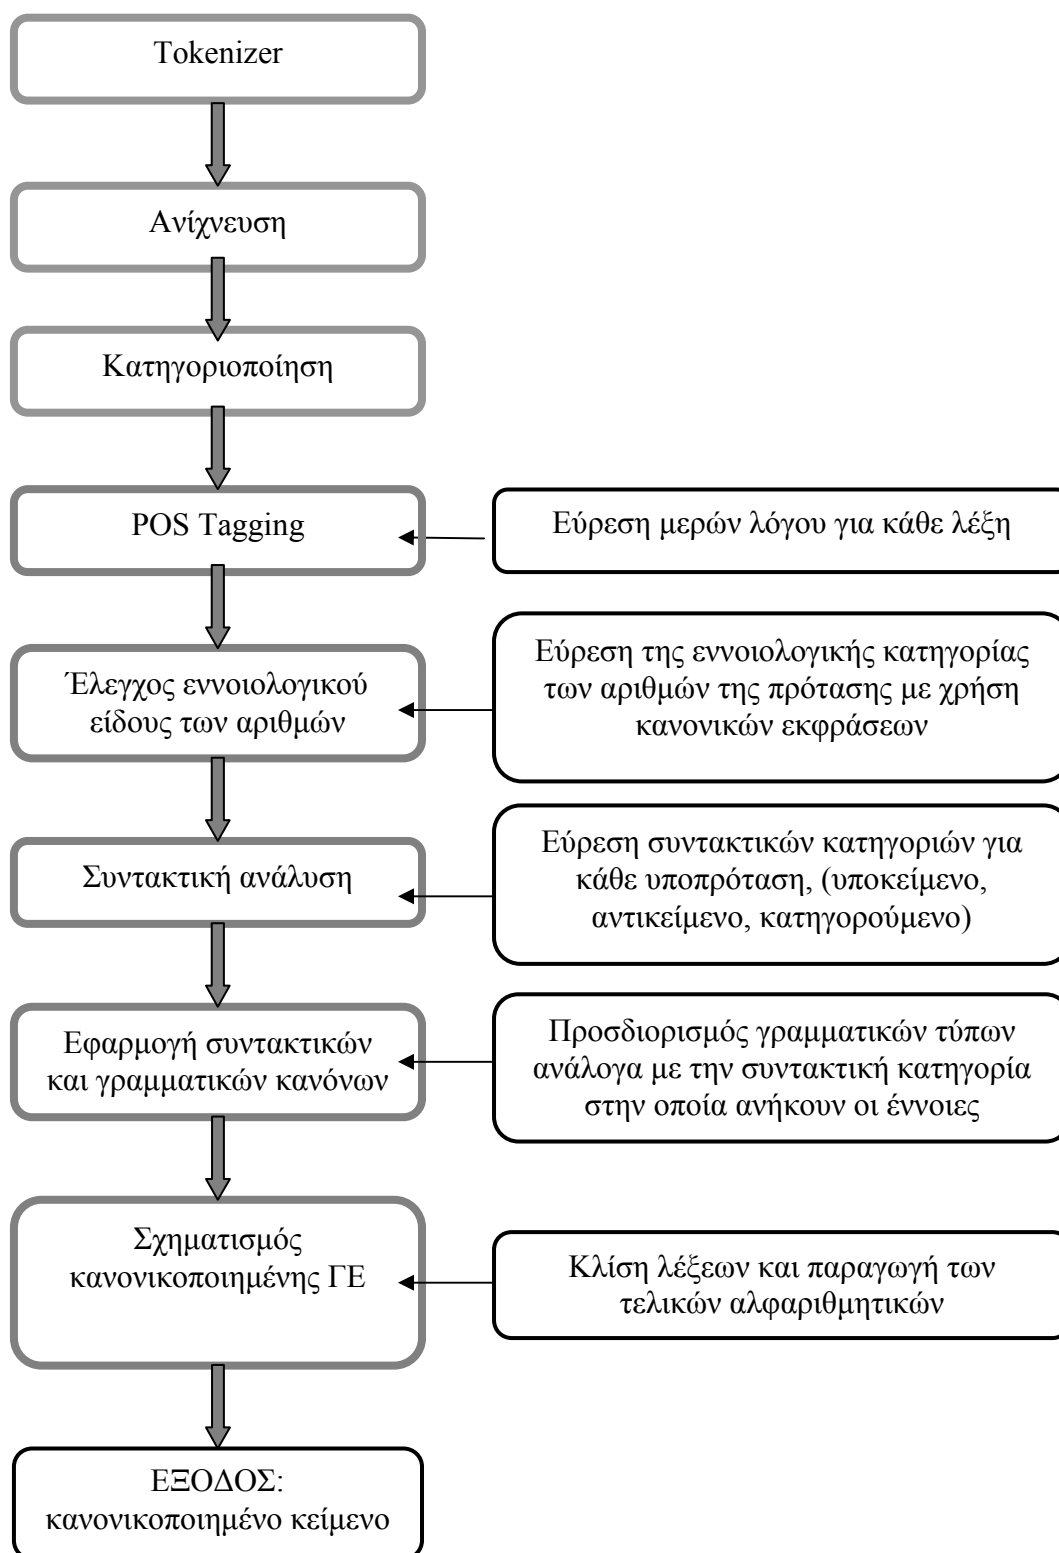 Tokenizer
Ανίχνευση
Κατηγοριοποίηση
POS Tagging
Εύρεση μερών λόγου για κάθε λέξη
Έλεγχος εννοιολογικού
είδους των αριθμών
Εύρεση της εννοιολογικής κατηγορίας
των αριθμών της πρότασης με χρήση
κανονικών εκφράσεων
Συντακτική ανάλυση
Εύρεση συντακτικών κατηγοριών για
κάθε υποπρόταση, (υποκείμενο,
αντικείμενο, κατηγορούμενο)
Εφαρμογή συντακτικών
και γραμματικών κανόνων
Προσδιορισμός γραμματικών τύπων
ανάλογα με την συντακτική κατηγορία
στην οποία ανήκουν οι έννοιες
Σχηματισμός
κανονικοποιημένης ΓΕ
Κλίση λέξεων και παραγωγή των
τελικών αλφαριθμητικών
ΕΞΟΔΟΣ:
κανονικοποιημένο κείμενο